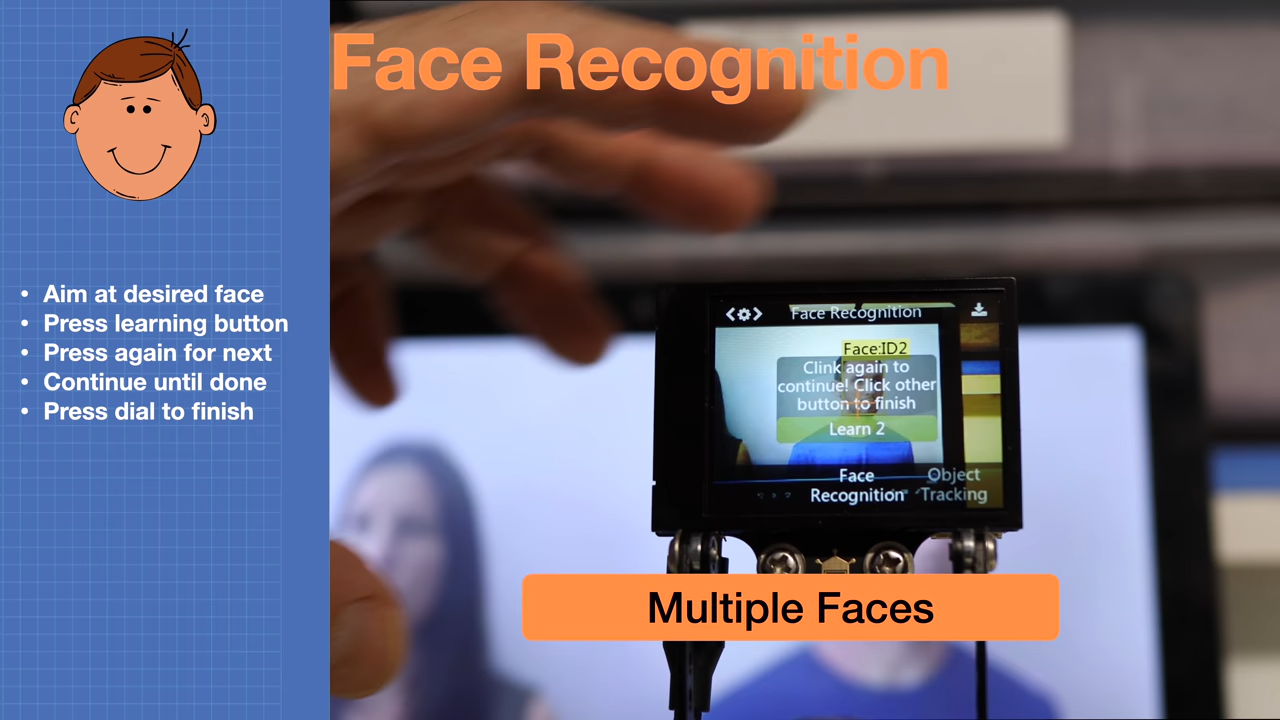 Face Recognition
• Aim at desired face
• Press learning button
• Press again for next
• Continue until done
• Press dial to finish
Face Recognition
Face:ID2
Clink again to
continue! Click other
button to finish
Learn 2
Face
Recognition
Object
Tracking
Multiple Faces